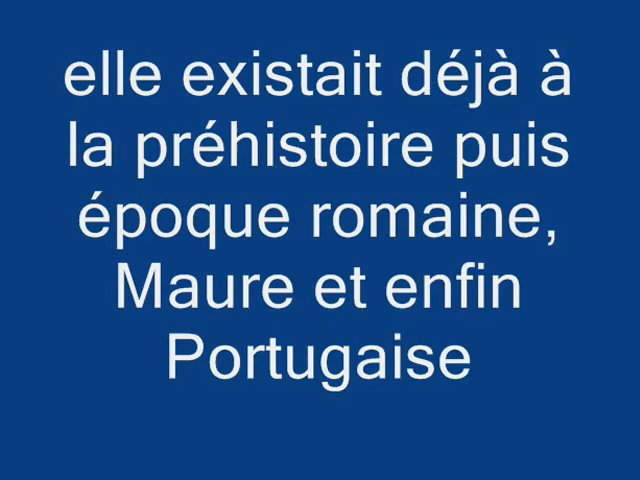 elle existait déjà à
la préhistoire puis
époque romaine,
Maure et enfin
Portugaise